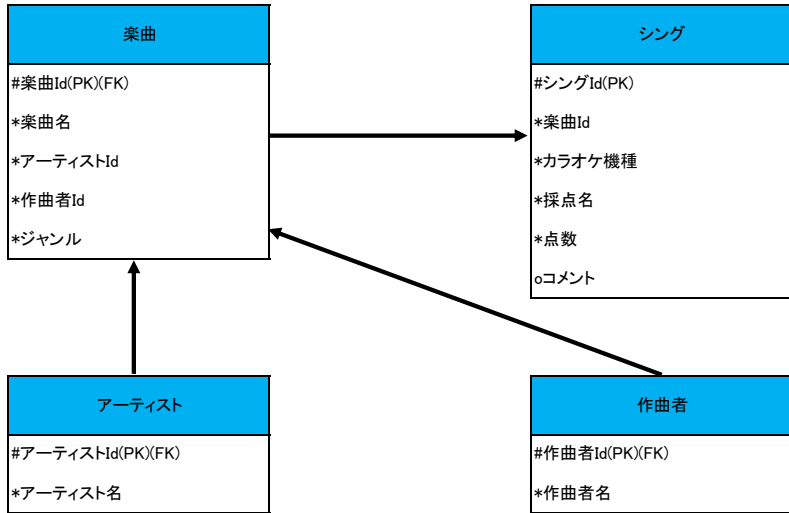 楽曲
#楽曲Id(PK)(FK)
*楽曲名
*アーティストId
*作曲者Id
*ジャンル
シング
#シングId(PK)
*楽曲Id
*カラオケ機種
*採点名
*点数
oコメント
アーティスト
#アーティストId(PK)(FK)
*アーティスト名
作曲者
#作曲者Id(PK)(FK)
*作曲者名